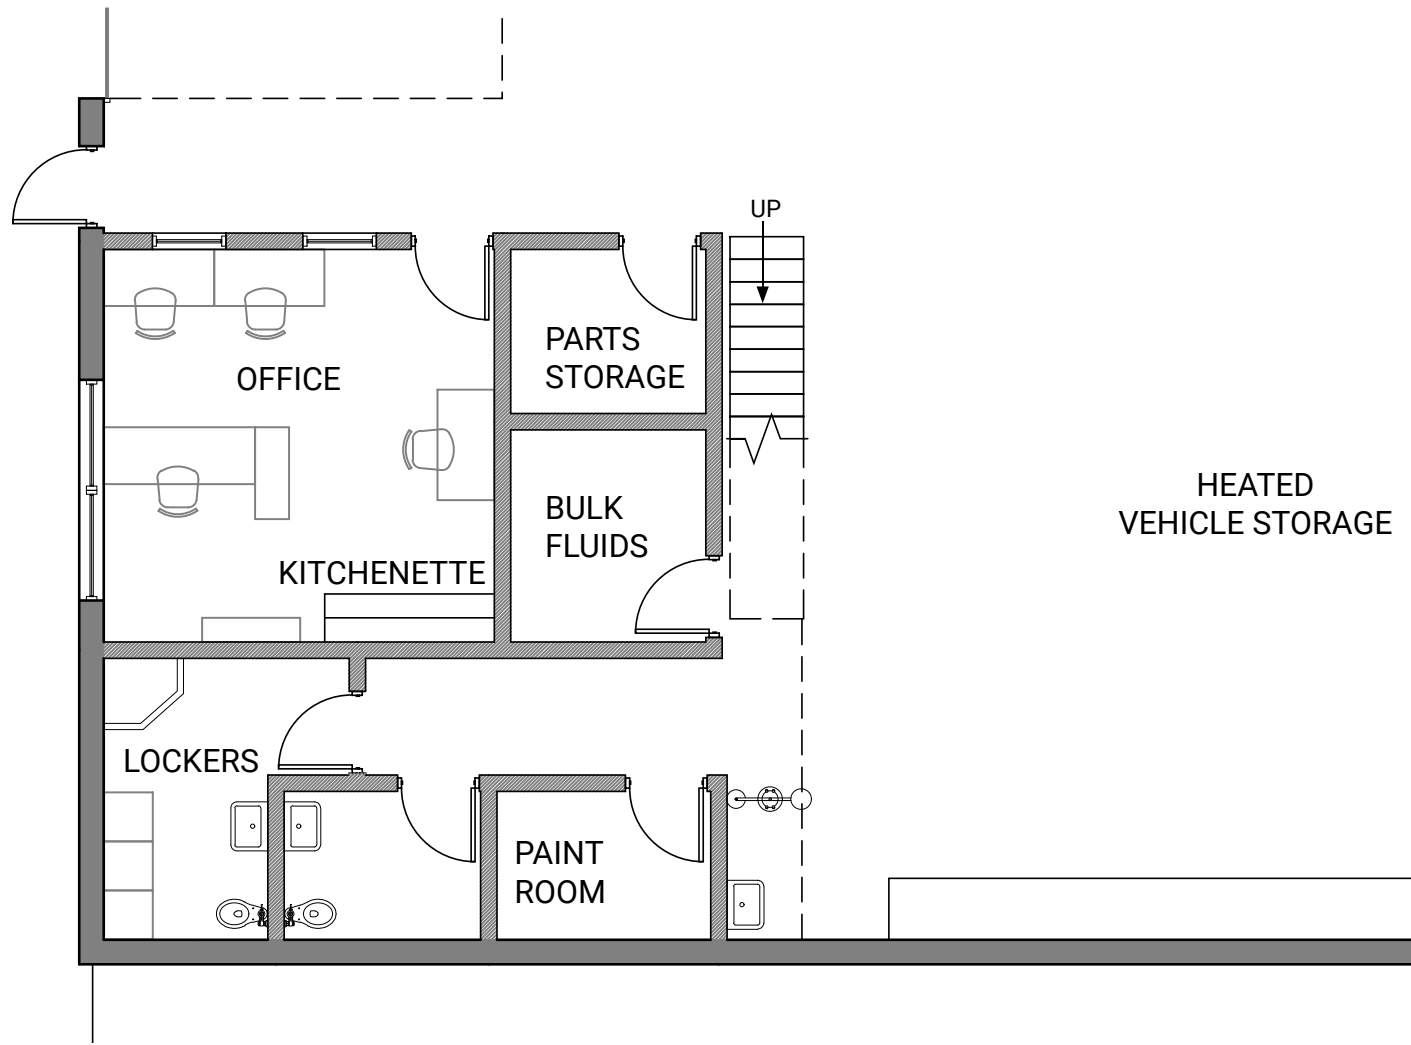 UP
PARTS
STORAGE
OFFICE
HEATED
VEHICLE STORAGE
BULK
FLUIDS
KITCHENETTE
LOCKERS
PAINT
ROOM